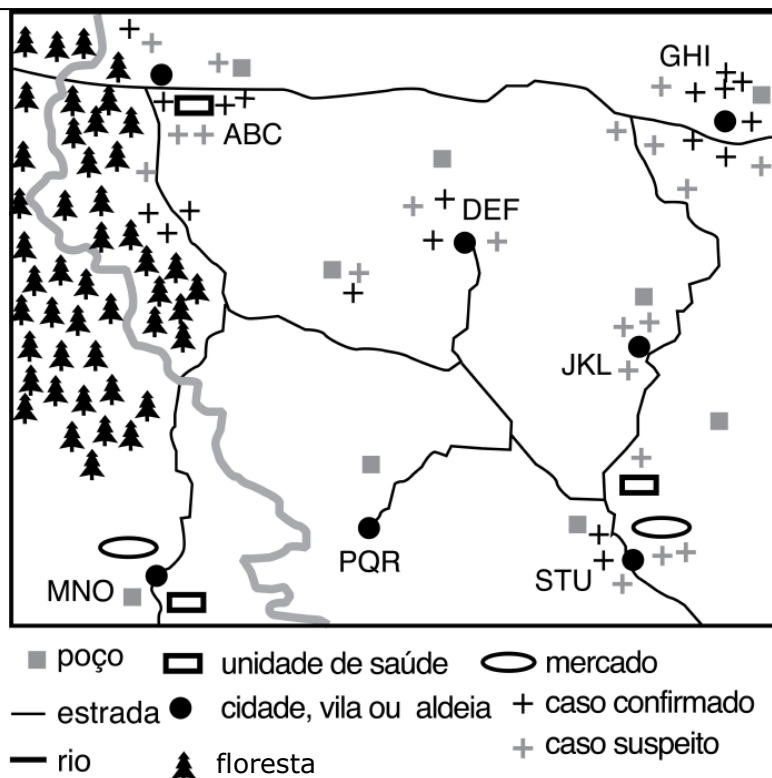 GHI
ABC
DEF
JKL
PQR
STU
MNO
poço
unidade de saúde
mercado
estrada
cidade, vila ou aldeia
caso confirmado
rio
floresta
caso suspeito